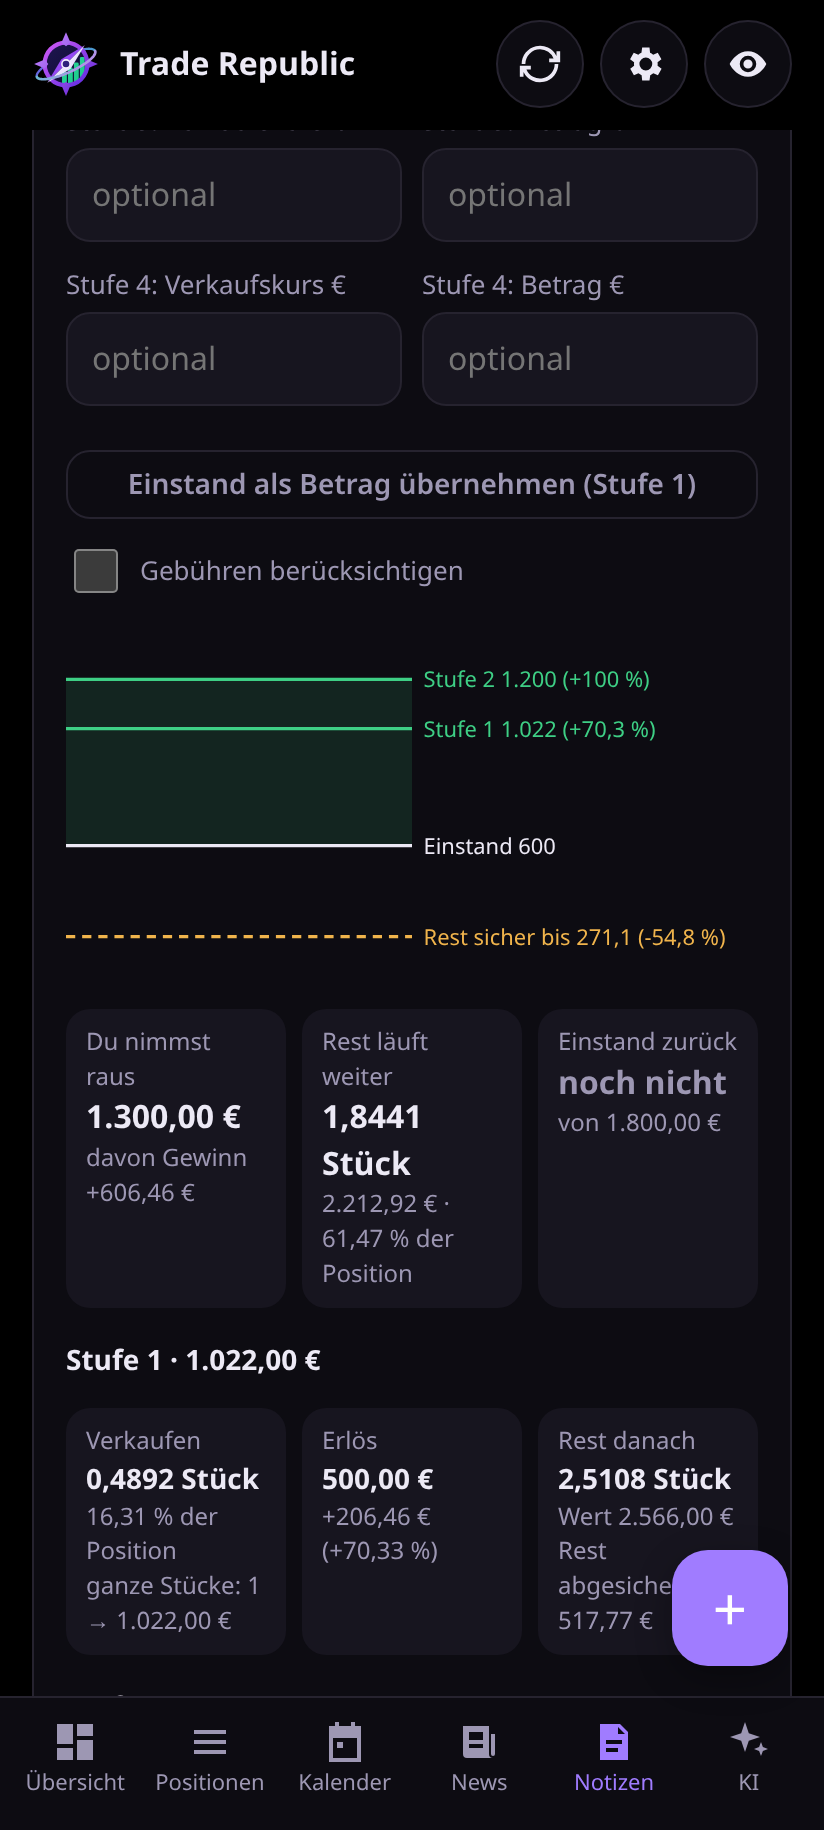 Trade Republic
optional
optional
Stufe 4: Verkaufskurs €
Stufe 4: Betrag €
optional
optional
Einstand als Betrag übernehmen (Stufe 1)
Gebühren berücksichtigen
Stufe 2 1.200 (+100 %)
Stufe 1 1.022 (+70,3 %)
Einstand 600
Rest sicher bis 271,1 (-54,8 %)
Du nimmst
raus
1.300,00 €
davon Gewinn
+606,46 €
Rest läuft
weiter
1,8441
Stück
2.212,92 € ·
61,47 % der
Position
Einstand zurück
noch nicht
von 1.800,00 €
Stufe 1 · 1.022,00 €
Verkaufen
0,4892 Stück
16,31 % der
Position
ganze Stücke: 1
→ 1.022,00 €
Erlös
500,00 €
+206,46 €
(+70,33 %)
Rest danach
2,5108 Stück
Wert 2.566,00 €
Rest
abgesiche
517,77 €
Übersicht
Positionen
Kalender
News
Notizen
KI